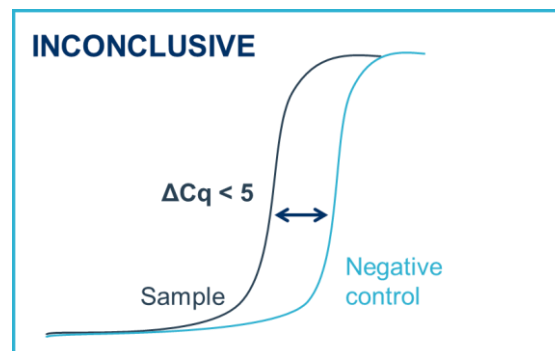 INCONCLUSIVE
ΔCq < 5
Sample
Negative
control